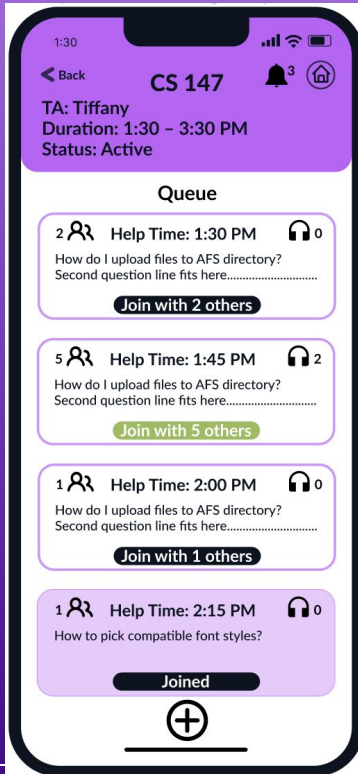 1:30
< Back
CS 147
3
TA: Tiffany
Duration: 1:30 – 3:30 PM
Status: Active
Queue
2 Help Time: 1:30 PM 0
How do I upload files to AFS directory?
Second question line fits here..............................
Join with 2 others
5 Help Time: 1:45 PM 2
How do I upload files to AFS directory?
Second question line fits here..............................
Join with 5 others
1 Help Time: 2:00 PM 0
How do I upload files to AFS directory?
Second question line fits here..............................
Join with 1 others
1 Help Time: 2:15 PM 0
How to pick compatible font styles?
Joined